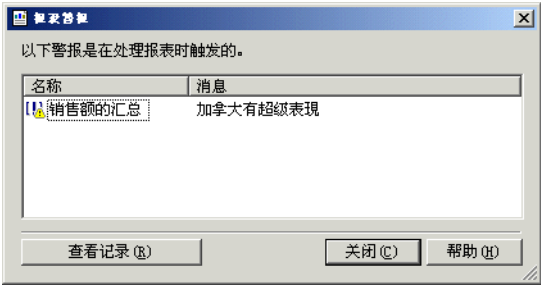 以下警报是在处理报表时触发的。
名称 消息
销售额的汇总 加拿大有超级表現
查看记录(R) 关闭(C) 帮助(H)